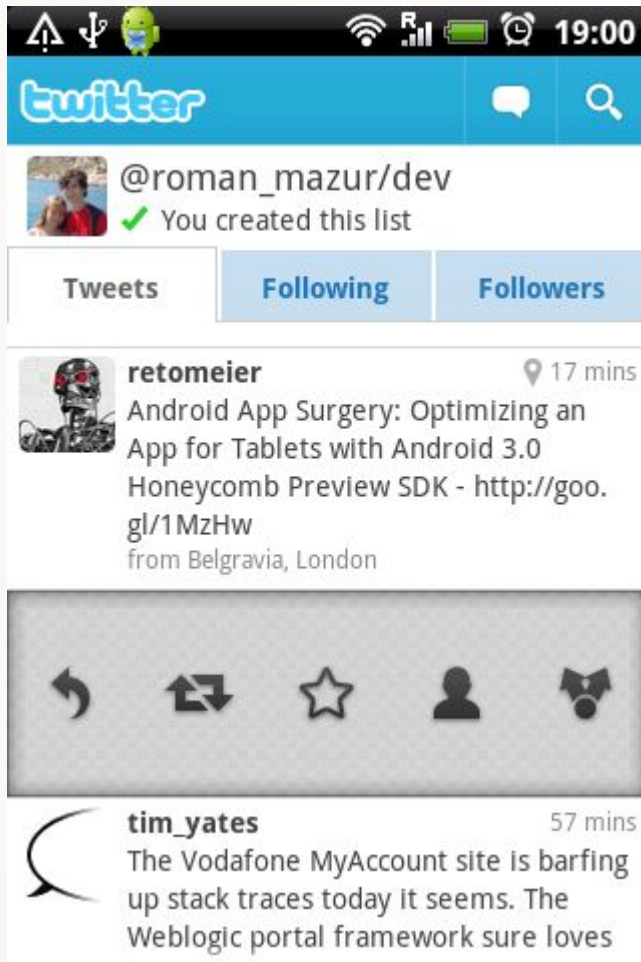 19:00
twitter
@roman_mazur/dev
You created this list
Tweets Following Followers
retomeier 17 mins
Android App Surgery: Optimizing an
App for Tablets with Android 3.0
Honeycomb Preview SDK - http://goo.
gl/1MzHw
from Belgravia, London
tim_yates 57 mins
The Vodafone MyAccount site is barfing
up stack traces today it seems. The
Weblogic portal framework sure loves